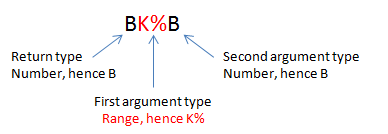 BK%B
Return type
Number, hence B
Second argument type
Number, hence B
First argument type
Range, hence K%